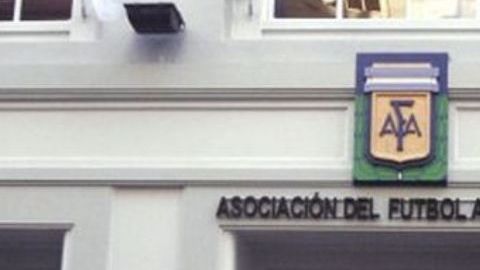 AFA
ASOCIACIÓN DEL FUTBOL A